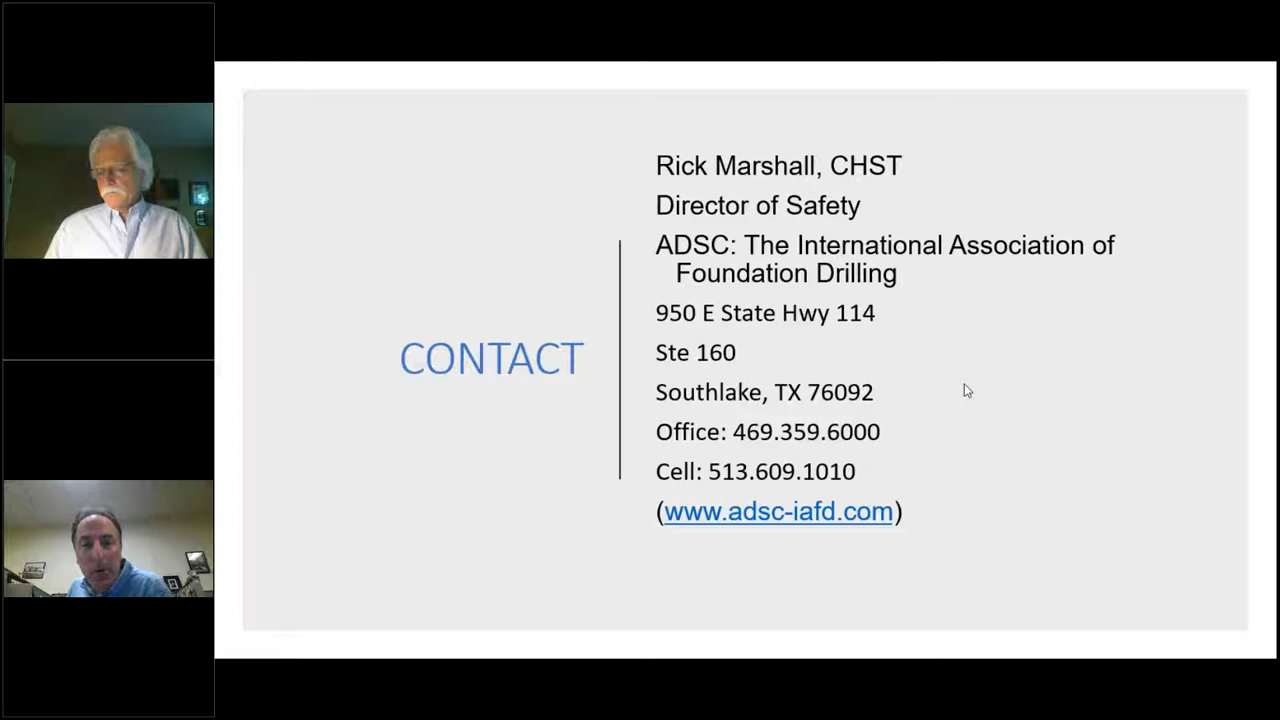 CONTACT
Rick Marshall, CHST
Director of Safety
ADSC: The International Association of
Foundation Drilling
950 E State Hwy 114
Ste 160
Southlake, TX 76092
Office: 469.359.6000
Cell: 513.609.1010
(www.adsc-iafd.com)